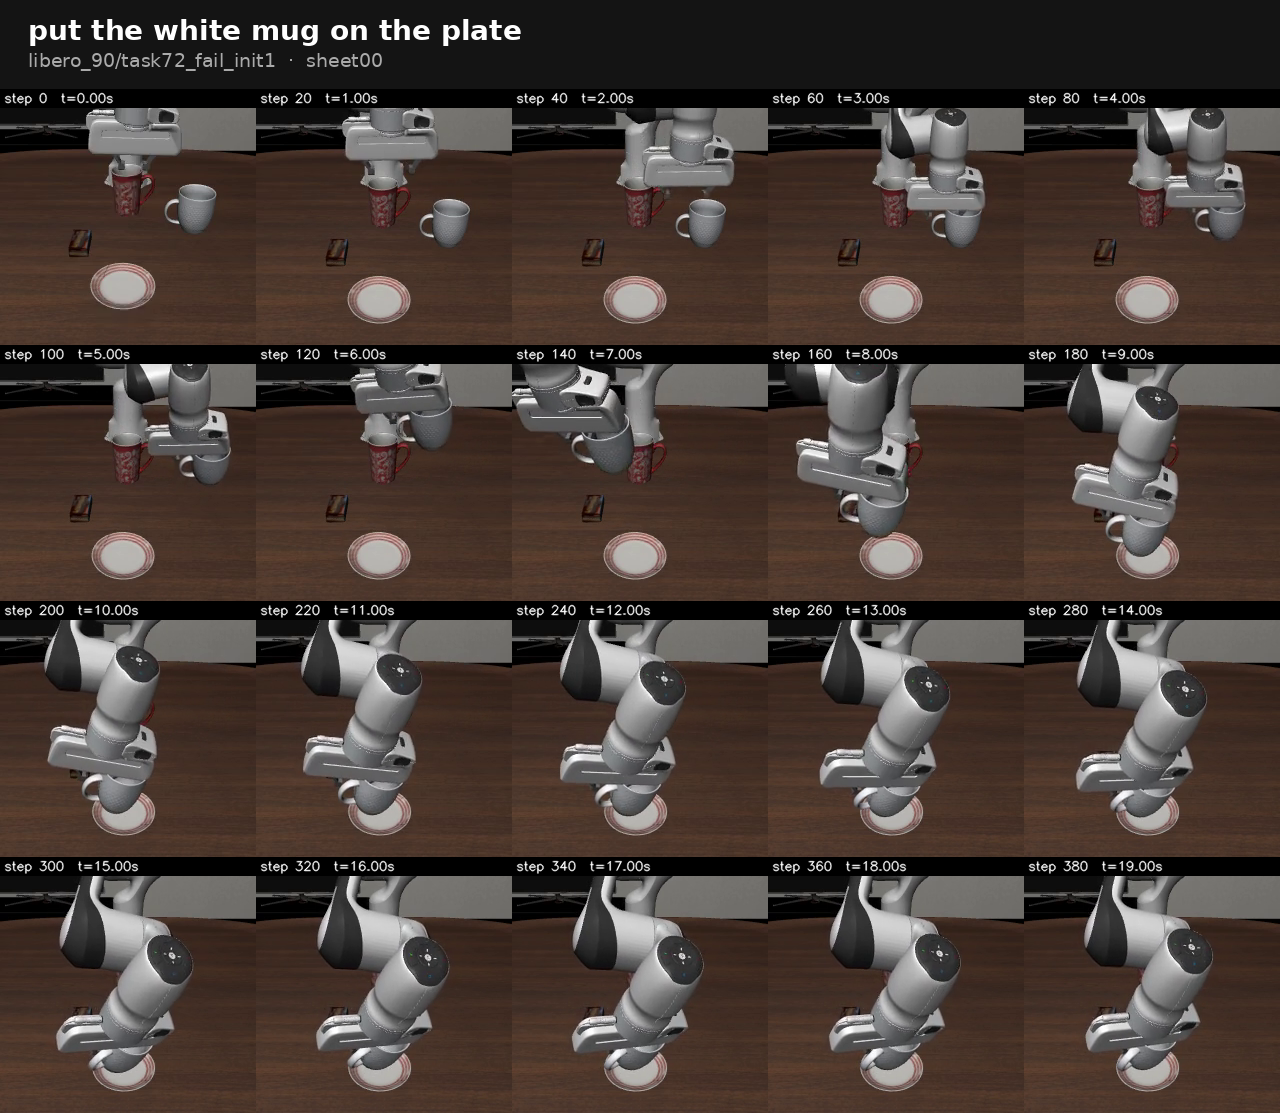 put the white mug on the plate
libero_90/task72_fail_init1 · sheet00
step 0 t=0.00s
step 20 t=1.00s
step 40 t=2.00s
step 60 t=3.00s
step 80 t=4.00s
step 100 t=5.00s
step 120 t=6.00s
step 140 t=7.00s
step 160 t=8.00s
step 180 t=9.00s
step 200 t=10.00s
step 220 t=11.00s
step 240 t=12.00s
step 260 t=13.00s
step 280 t=14.00s
step 300 t=15.00s
step 320 t=16.00s
step 340 t=17.00s
step 360 t=18.00s
step 380 t=19.00s